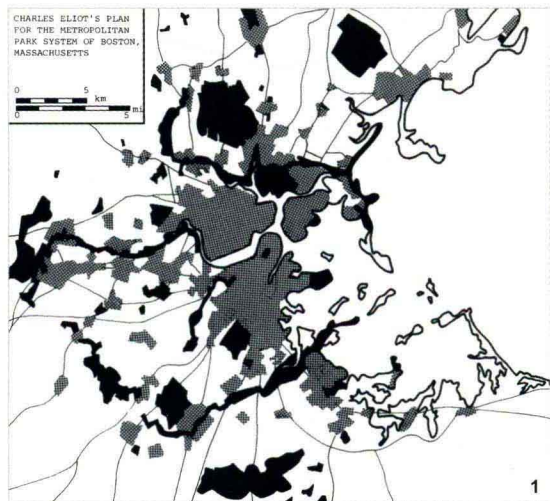 CHARLES ELIOT'S PLAN
FOR THE METROPOLITAN
PARK SYSTEM OF BOSTON,
MASSACHUSETTS
0 5
km
mi
0 5
1